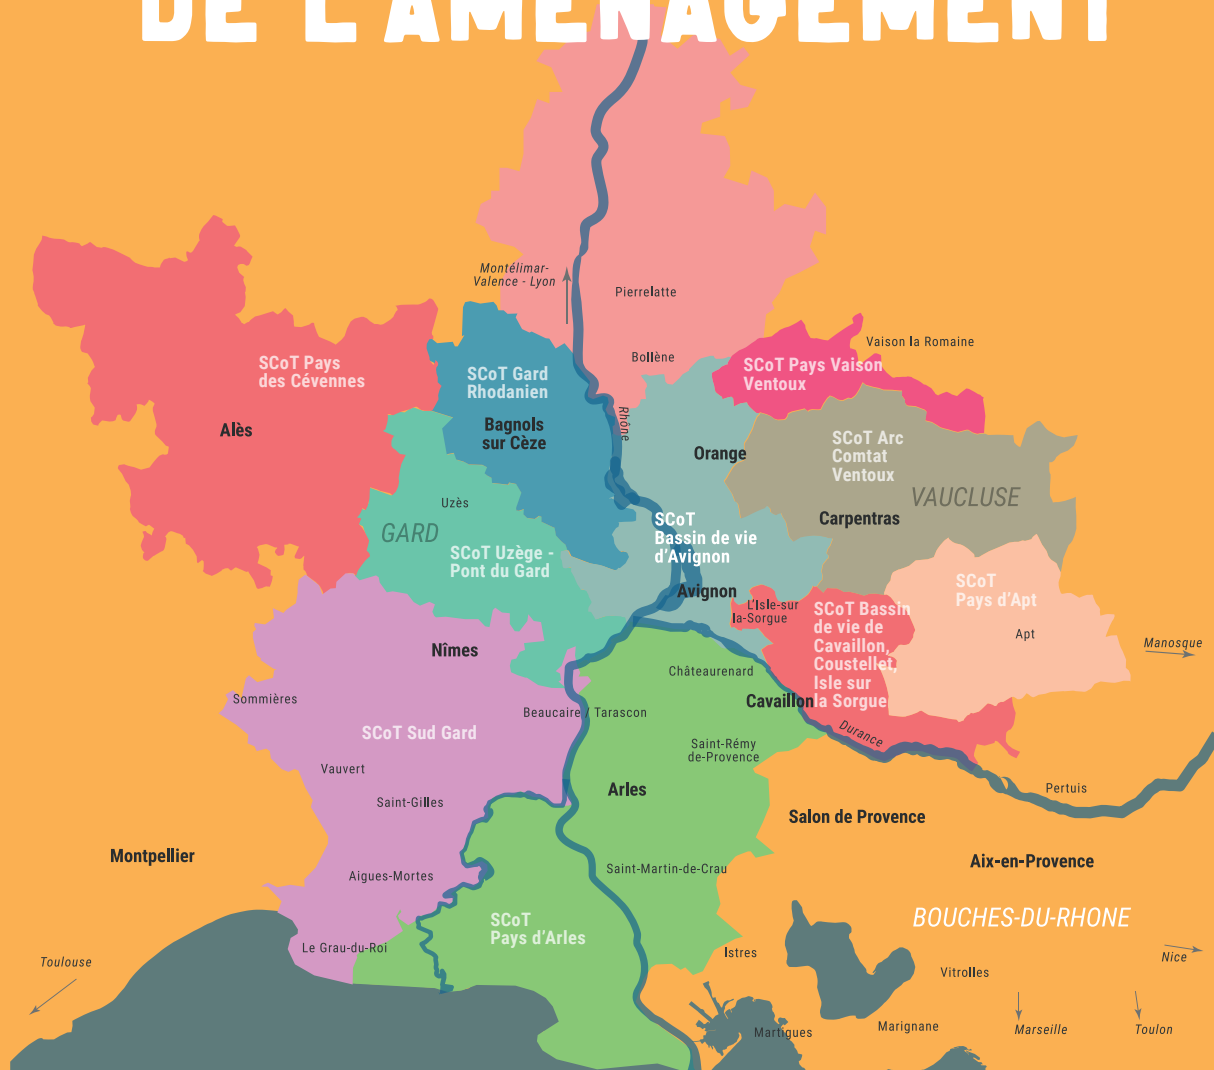 DE L'AMÉNAGEMENT
Montélimar-
Valence - Lyon
Pierrelatte
Bollène
Vaison la Romaine
SCoT Pays
des Cévennes
SCoT Gard
Rhodanien
SCoT Pays Vaison
Ventoux
Alès
Bagnols
sur Cèze
Rhône
Orange
SCoT Arc
Comtat
Ventoux
VAUCLUSE
Uzès
GARD
Carpentras
SCoT
Bassin de vie
d'Avignon
SCoT Uzège -
Pont du Gard
Avignon
SCoT
Pays d'Apt
L'Isle-sur
la-Sorgue
SCoT Bassin
de vie de
Cavaillon,
Coustellet,
Isle sur
la Sorgue
Apt
Manosque
Nîmes
Châteaurenard
Sommières
Cavaillon
Beaucaire / Tarascon
SCoT Sud Gard
Durance
Saint-Rémy
de-Provence
Vauvert
Arles
Pertuis
Saint-Gilles
Salon de Provence
Montpellier
Aix-en-Provence
Saint-Martin-de-Crau
Aigues-Mortes
SCoT
Pays d'Arles
BOUCHES-DU-RHONE
Le Grau-du-Roi
Istres
Nice
Toulouse
Vitrolles
Martigues
Marignane
Marseille
Toulon